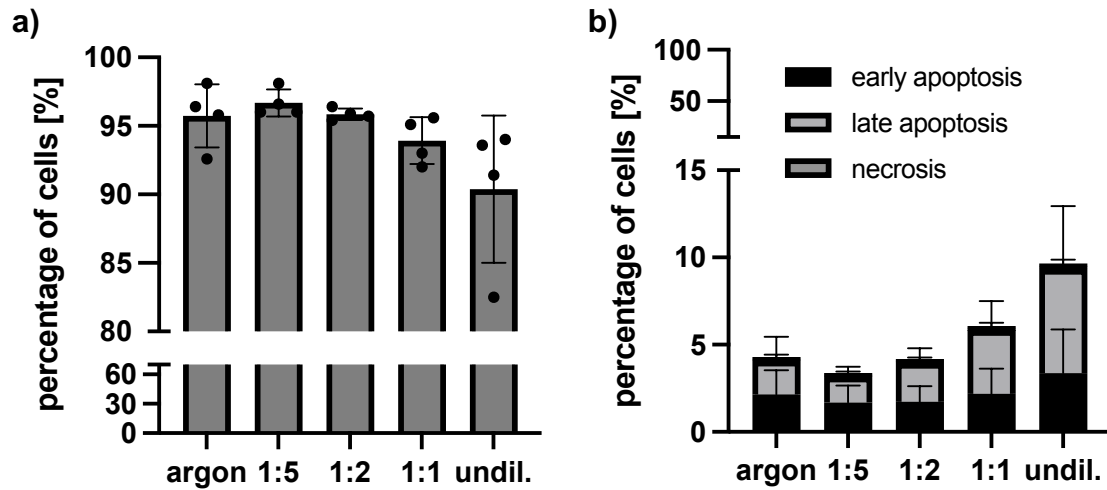 a)
percentage of cells [%]
100
95
90
85
80
60
30
0
argon 1:5 1:2 1:1 undil.
b)
percentage of cells [%]
100
50
15
10
5
0
early apoptosis
late apoptosis
necrosis
argon 1:5 1:2 1:1 undil.